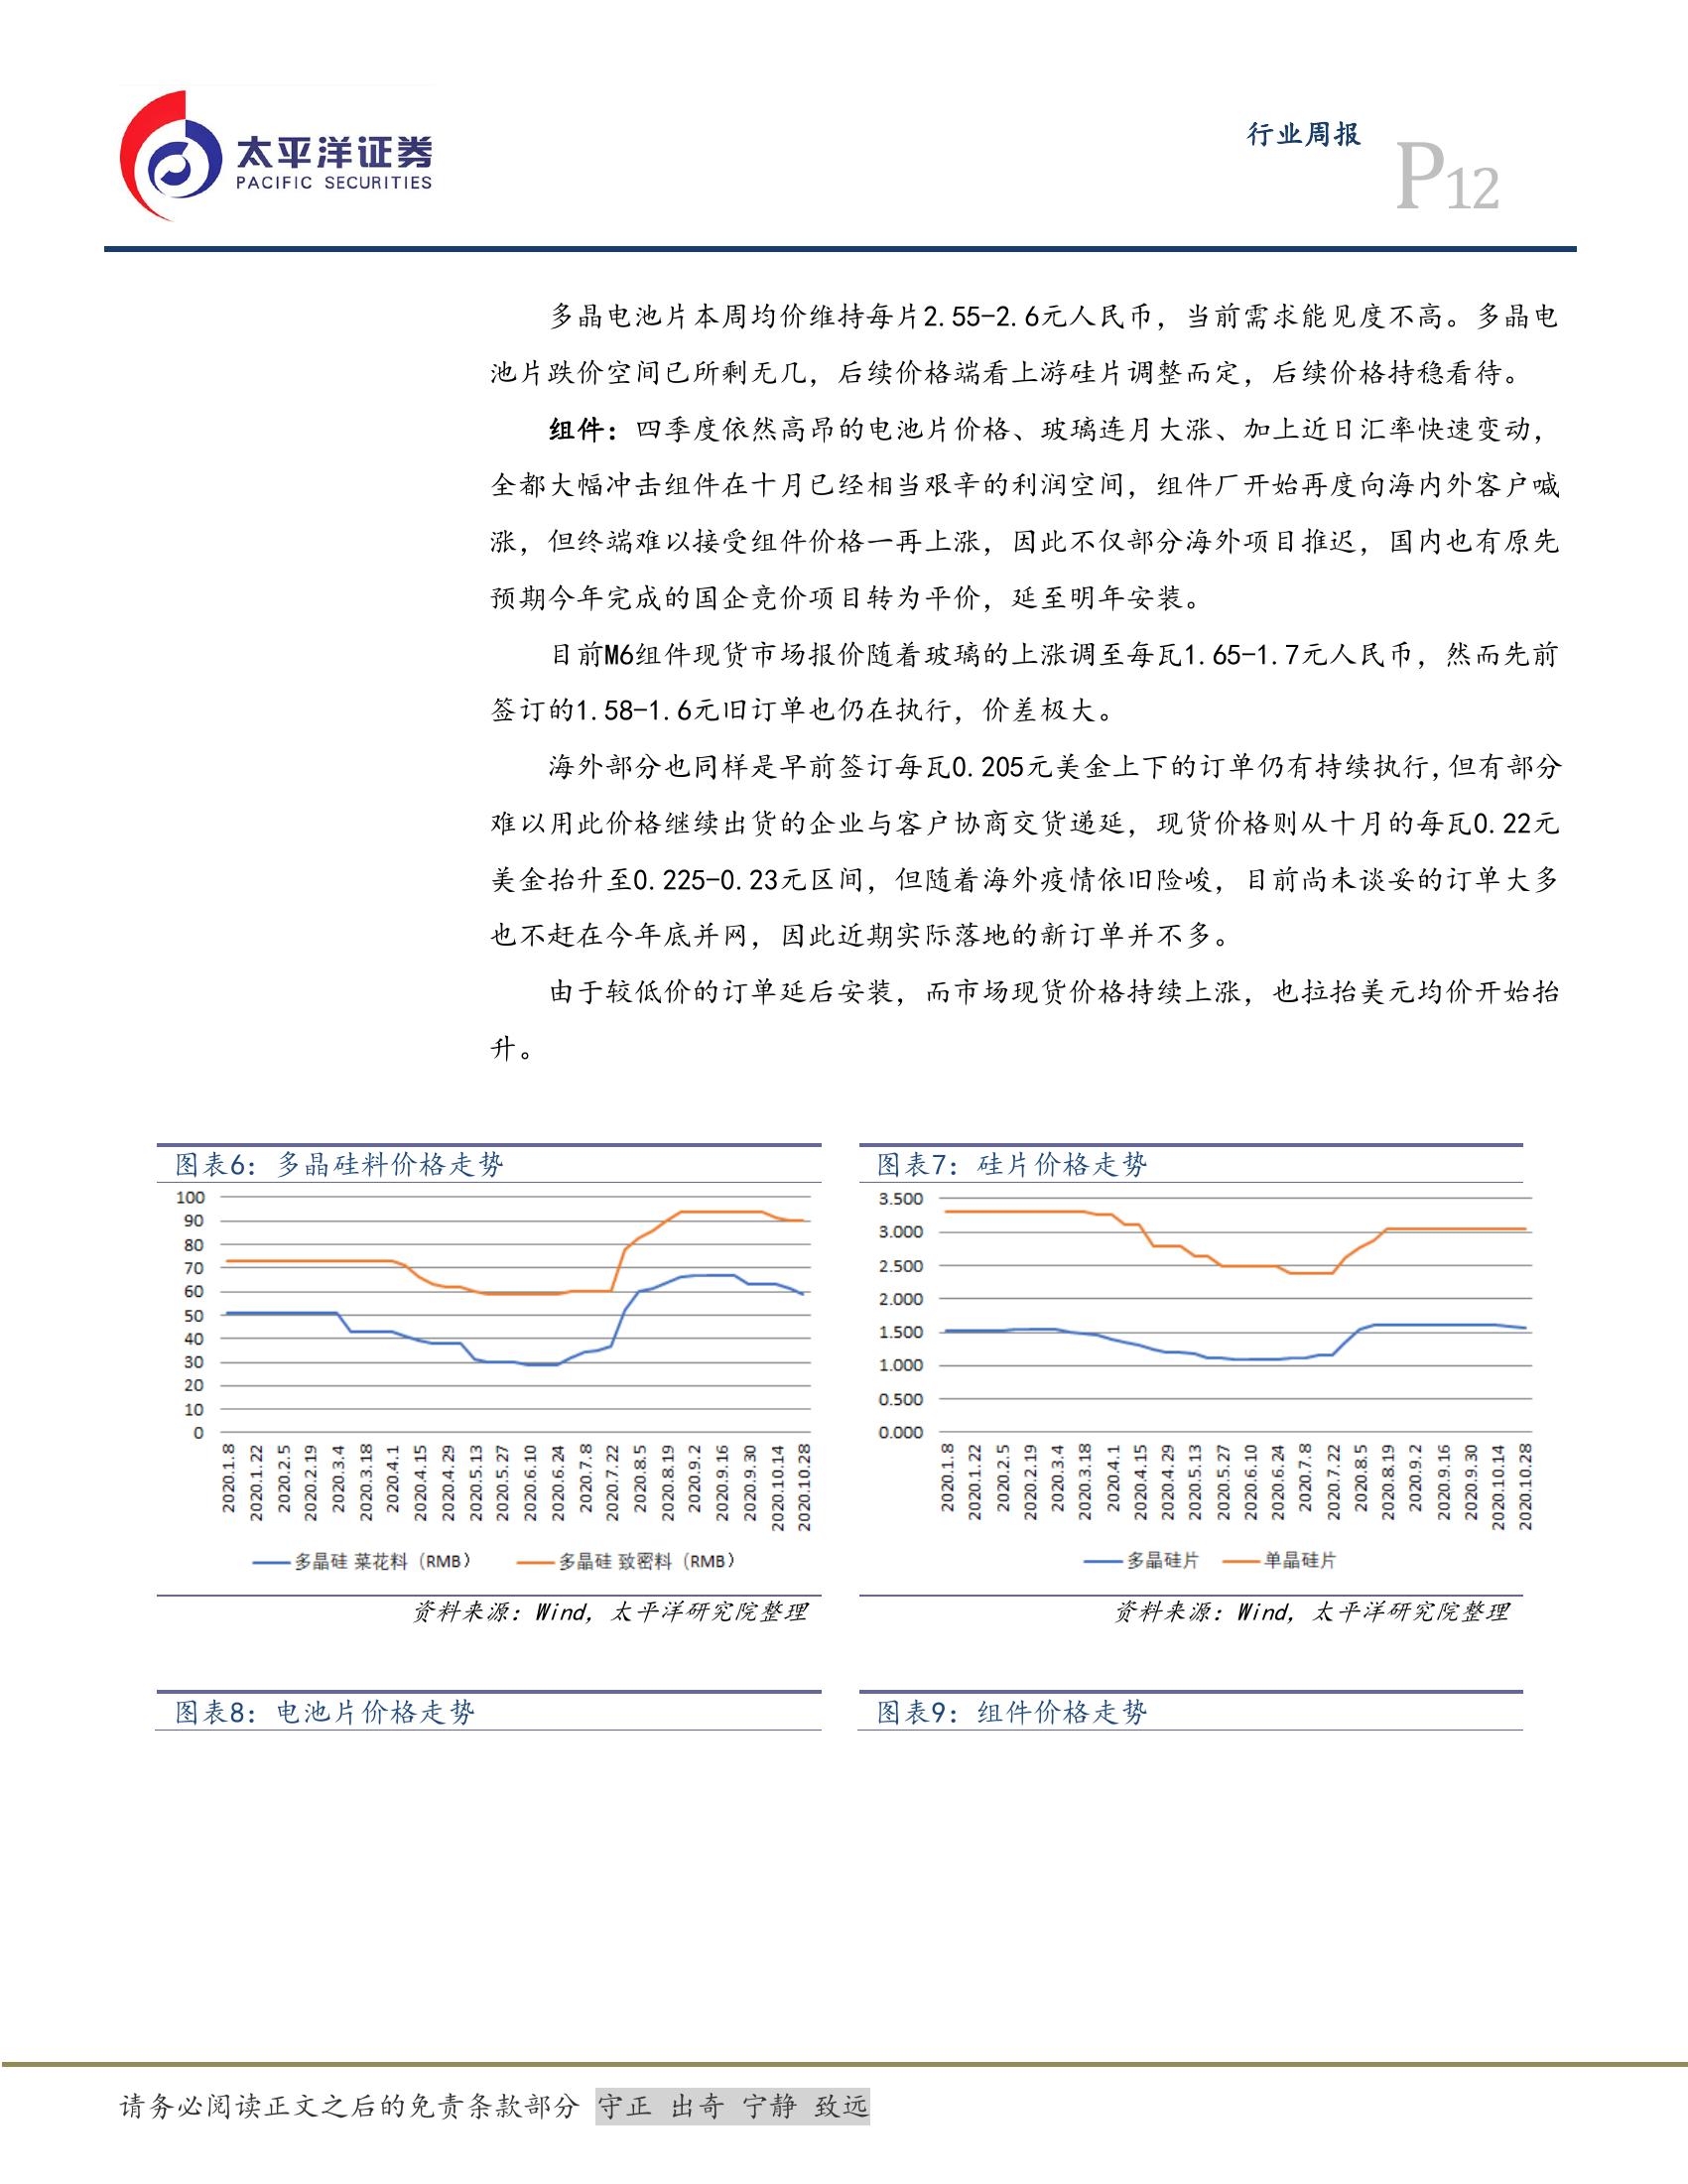 太平洋证券
PACIFIC SECURITIES
行业周报
P12
多晶电池片本周均价维持每片2.55-2.6元人民币，当前需求能见度不高。多晶电
池片跌价空间已所剩无几，后续价格端看上游硅片调整而定，后续价格持稳看待。
组件：四季度依然高昂的电池片价格、玻璃连月大涨、加上近日汇率快速变动，
全都大幅冲击组件在十月已经相当艰辛的利润空间，组件厂开始再度向海内外客户喊
涨，但终端难以接受组件价格一再上涨，因此不仅部分海外项目推迟，国内也有原先
预期今年完成的国企竞价项目转为平价，延至明年安装。
目前M6组件现货市场报价随着玻璃的上涨调至每瓦1.65-1.7元人民币，然而先前
签订的1.58-1.6元旧订单也仍在执行，价差极大。
海外部分也同样是早前签订每瓦0.205元美金上下的订单仍有持续执行,但有部分
难以用此价格继续出货的企业与客户协商交货递延，现货价格则从十月的每瓦0.22元
美金抬升至0.225-0.23元区间，但随着海外疫情依旧险峻，目前尚未谈妥的订单大多
也不赶在今年底并网，因此近期实际落地的新订单并不多。
由于较低价的订单延后安装，而市场现货价格持续上涨，也拉抬美元均价开始抬
升。
图表6：多晶硅料价格走势
100
90
80
70
60
50
40
30
20
10
0
2020.1.8
2020.1.22
2020.2.5
2020.2.19
2020.3.4
2020.3.18
2020.4.1
2020.4.15
2020.4.29
2020.5.13
2020.5.27
2020.6.10
2020.6.24
2020.7.8
2020.7.22
2020.8.5
2020.8.19
2020.9.2
2020.9.16
2020.9.30
2020.10.14
2020.10.28
多晶硅 菜花料（RMB） 多晶硅 致密料（RMB）
资料来源：Wind，太平洋研究院整理
图表7：硅片价格走势
3.500
3.000
2.500
2.000
1.500
1.000
0.500
0.000
2020.1.8
2020.1.22
2020.2.5
2020.2.19
2020.3.4
2020.3.18
2020.4.1
2020.4.15
2020.4.29
2020.5.13
2020.5.27
2020.6.10
2020.6.24
2020.7.8
2020.7.22
2020.8.5
2020.8.19
2020.9.2
2020.9.16
2020.9.30
2020.10.14
2020.10.28
多晶硅片 单晶硅片
资料来源：Wind，太平洋研究院整理
图表8：电池片价格走势
图表9：组件价格走势
请务必阅读正文之后的免责条款部分 守正 出奇 宁静 致远